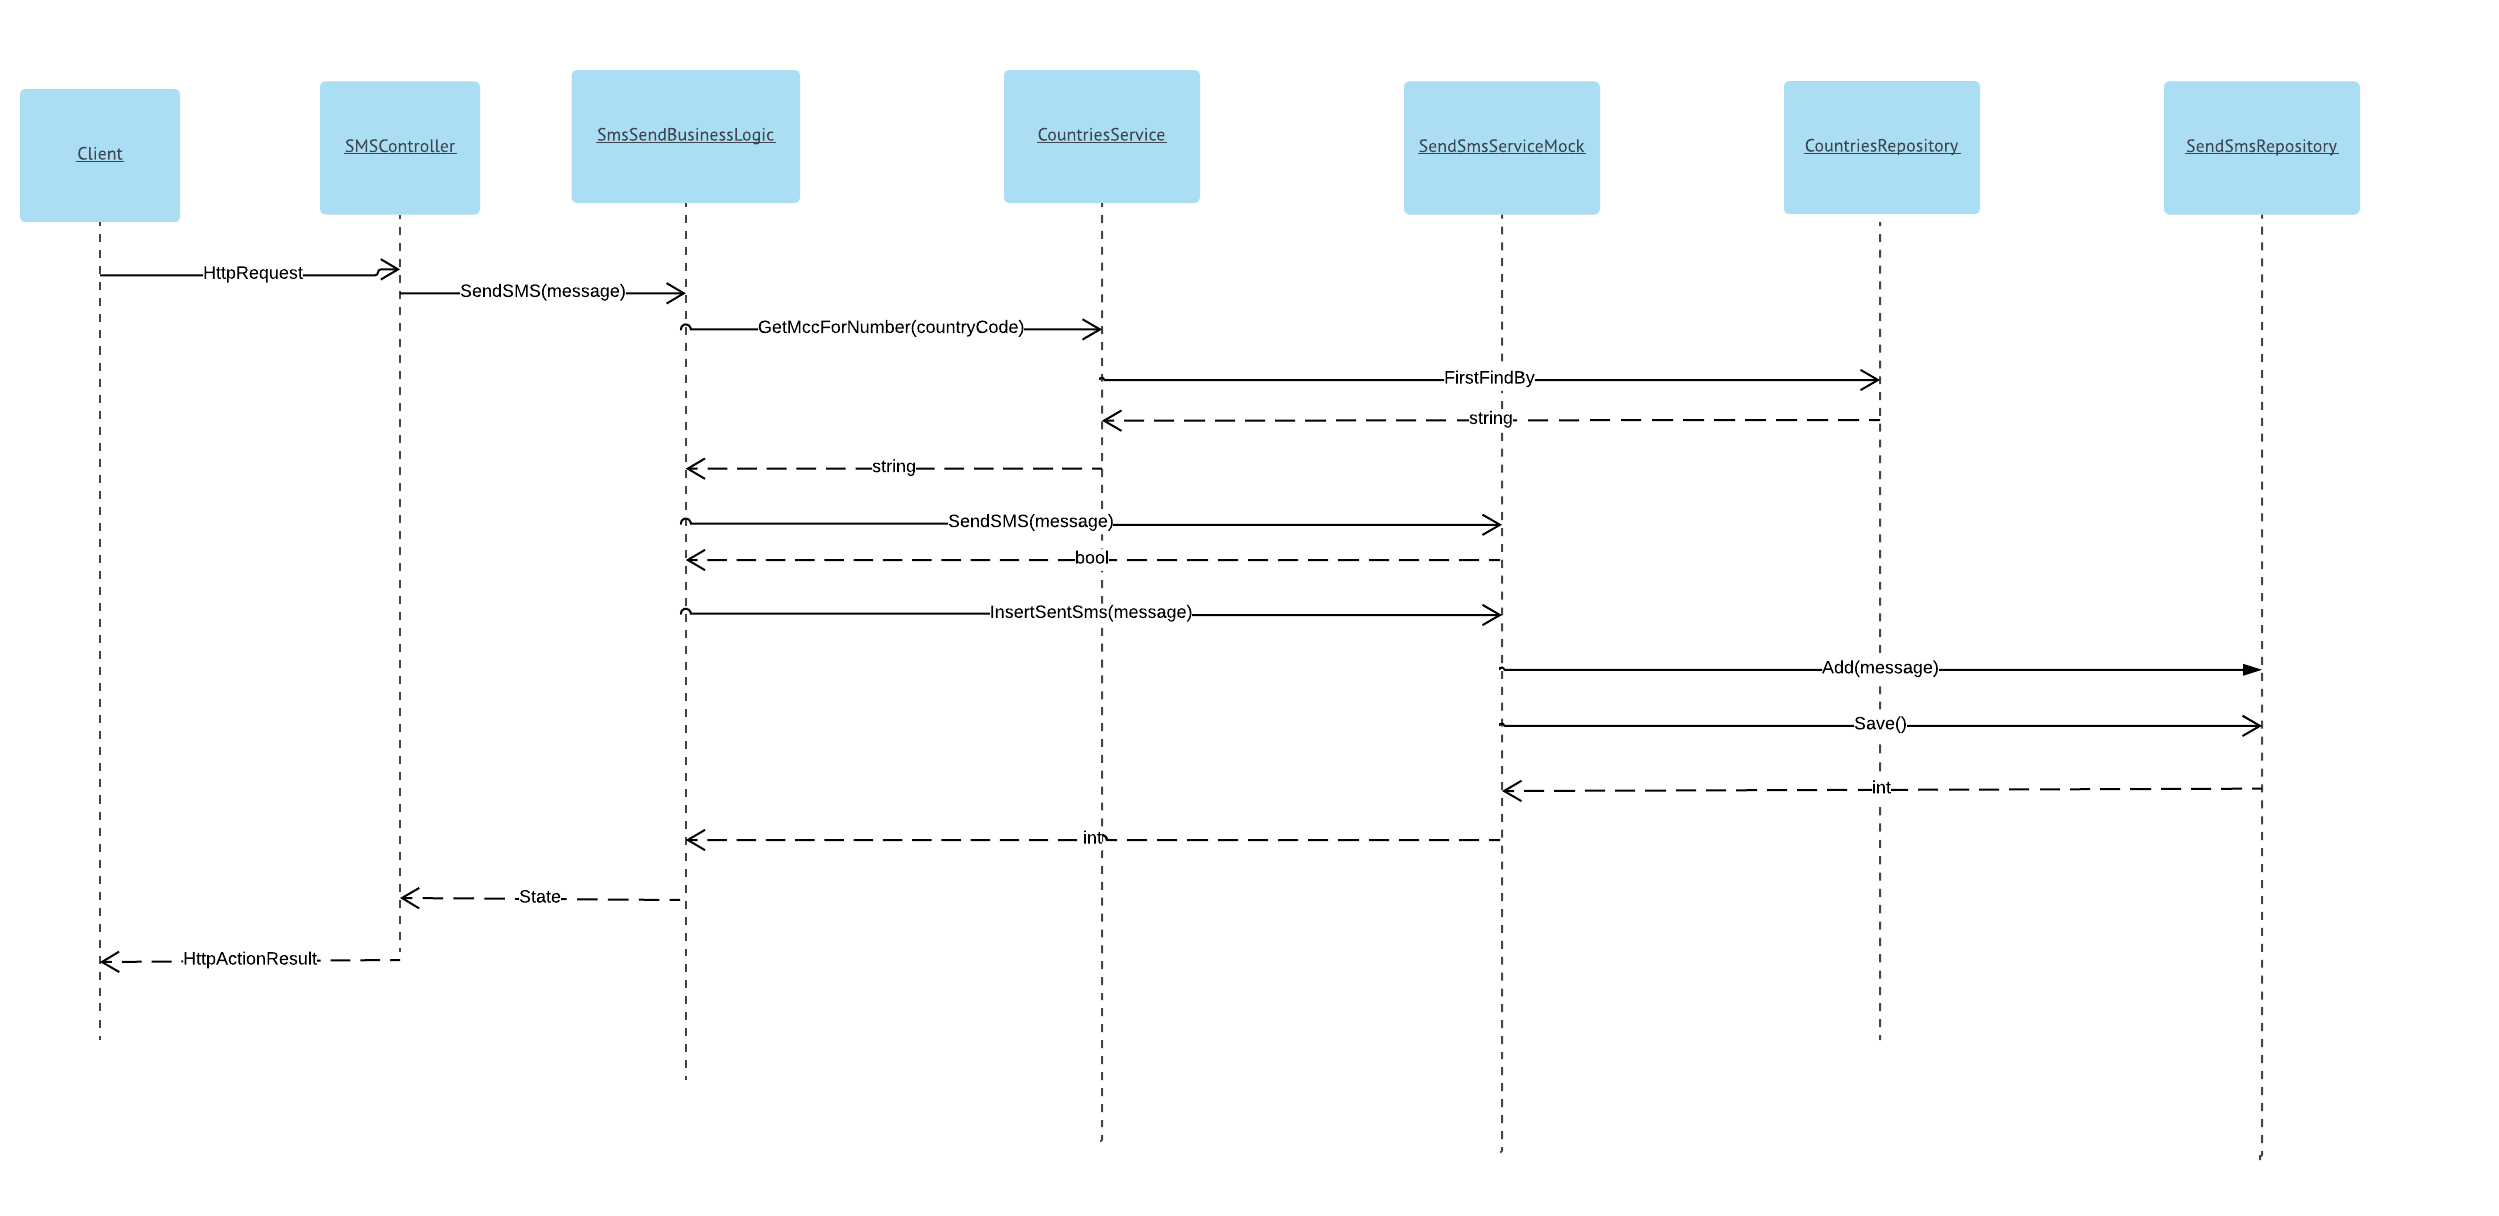 Client
SMSController
SmsSendBusinessLogic
CountriesService
SendSmsServiceMock
CountriesRepository
SendSmsRepository
HttpRequest
SendSMS(message)
GetMccForNumber(countryCode)
FirstFindBy
string
string
SendSMS(message)
bool
InsertSentSms(message)
Add(message)
Save()
int
int
State
HttpActionResult